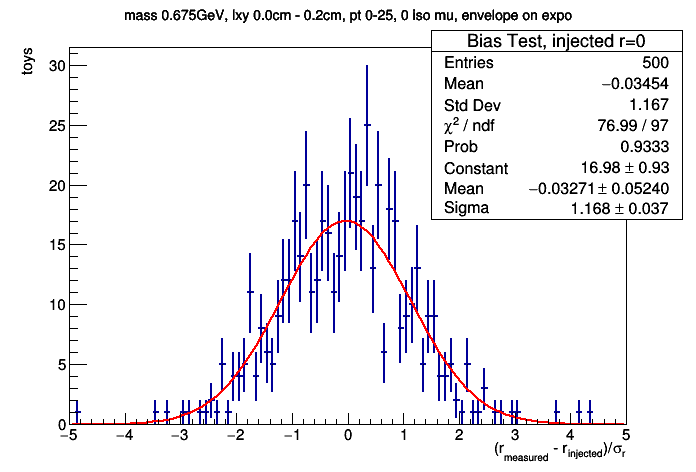 mass 0.675GeV, lxy 0.0cm - 0.2cm, pt 0-25, 0 Iso mu, envelope on expo
Bias Test, injected r=0
Entries 500
Mean −0.03454
Std Dev 1.167
χ² / ndf 76.99 / 97
Prob 0.9333
Constant 16.98 ± 0.93
Mean −0.03271 ± 0.05240
Sigma 1.168 ± 0.037
toys
30
25
20
15
10
5
0
−5 −4 −3 −2 −1 0 1 2 3 4 5
(r_measured - r_injected)/σ_r